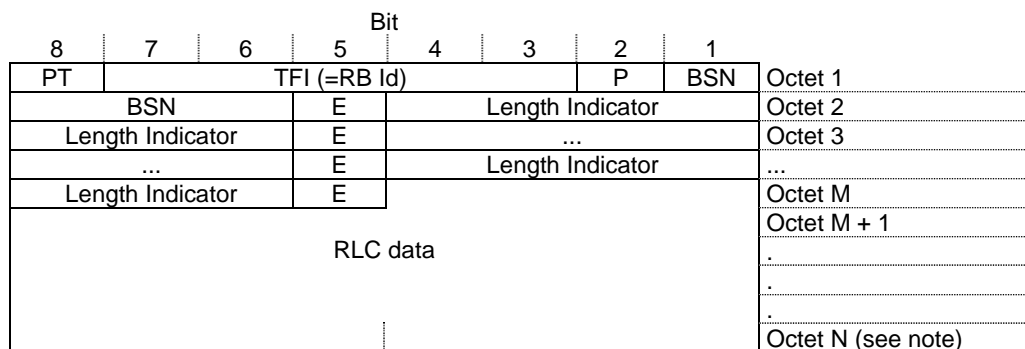 Bit
8 7 6 5 4 3 2 1
PT TFI (=RB Id) P BSN Octet 1
BSN E Length Indicator Octet 2
Length Indicator E ... Octet 3
... E Length Indicator ...
Length Indicator E Octet M
Octet M + 1
RLC data .
.
.
Octet N (see note)